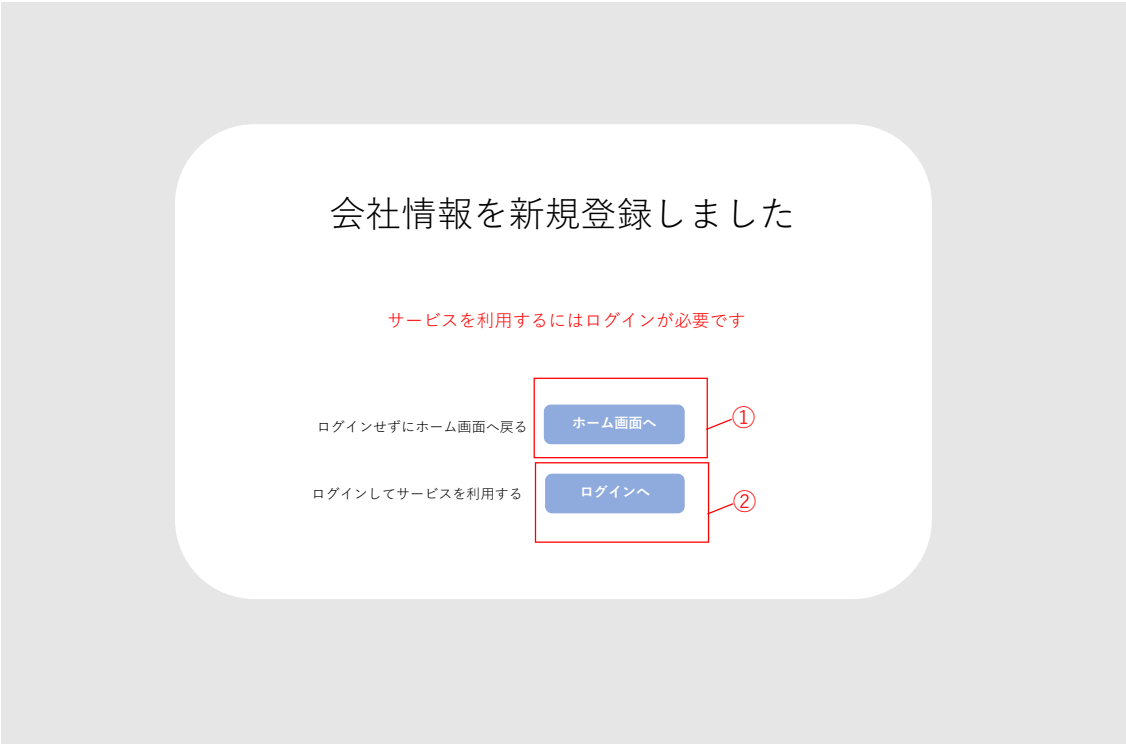 会社情報を新規登録しました
サービスを利用するにはログインが必要です
ログインせずにホーム画面へ戻る ホーム画面へ ①
ログインしてサービスを利用する ログインへ ②